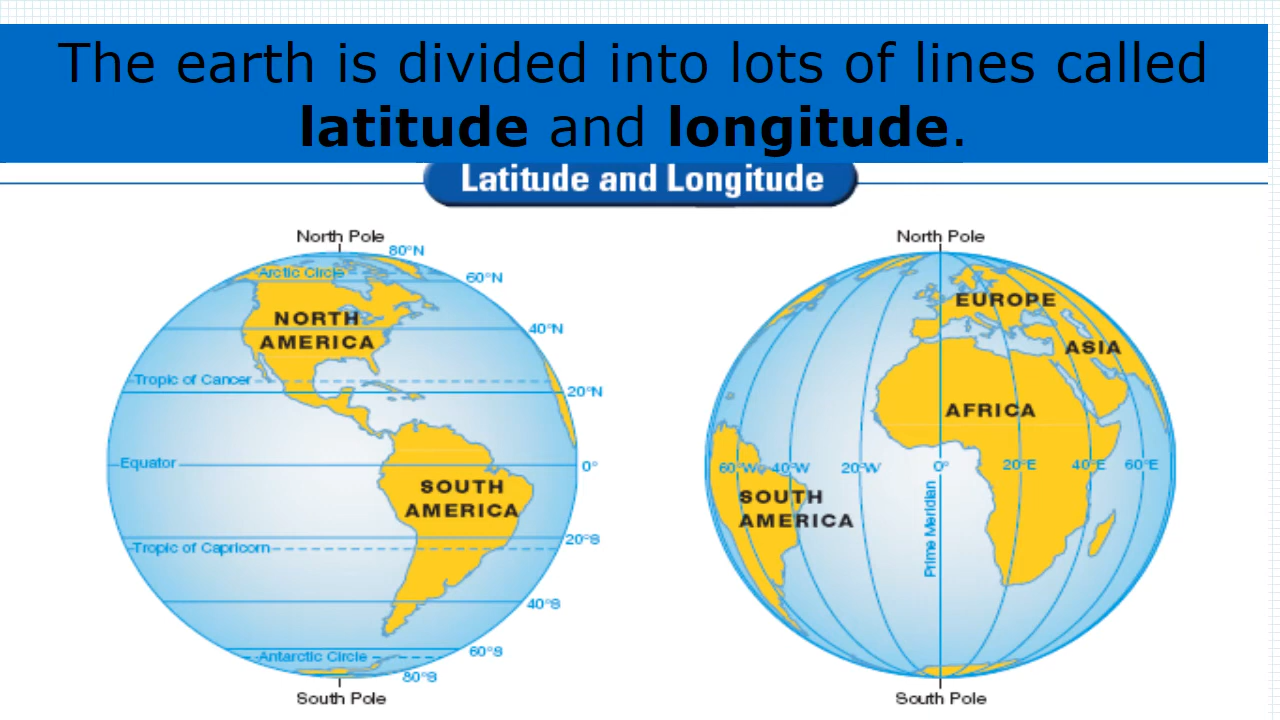 The earth is divided into lots of lines called
latitude and longitude.
Latitude and Longitude
North Pole
80°N
Arctic Circle
60°N
NORTH
AMERICA
40°N
Tropic of Cancer
20°N
Equator
0°
SOUTH
AMERICA
20°S
Tropic of Capricorn
40°S
60°S
Antarctic Circle
80°S
South Pole
North Pole
EUROPE
ASIA
AFRICA
60°W 40°W 20°W 0° 20°E 40°E 60°E
SOUTH
AMERICA
Prime Meridian
South Pole